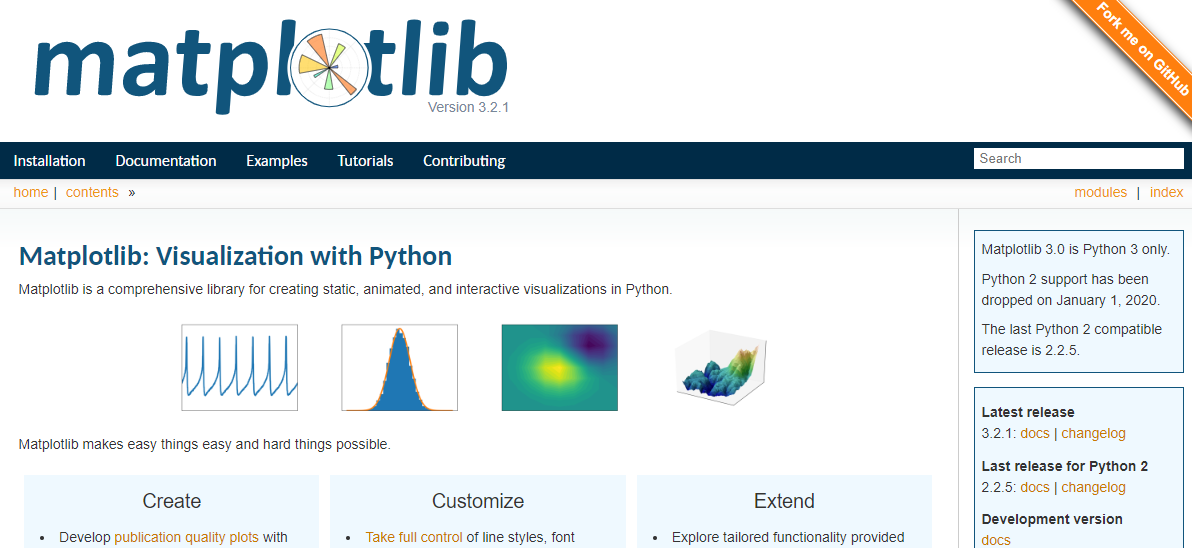 matplotlib
Version 3.2.1
Fork me on GitHub
Installation Documentation Examples Tutorials Contributing Search
home | contents »
modules | index
Matplotlib: Visualization with Python
Matplotlib is a comprehensive library for creating static, animated, and interactive visualizations in Python.
Matplotlib makes easy things easy and hard things possible.
Create
• Develop publication quality plots with
Customize
• Take full control of line styles, font
Extend
• Explore tailored functionality provided
Matplotlib 3.0 is Python 3 only.
Python 2 support has been
dropped on January 1, 2020.
The last Python 2 compatible
release is 2.2.5.
Latest release
3.2.1: docs | changelog
Last release for Python 2
2.2.5: docs | changelog
Development version
docs